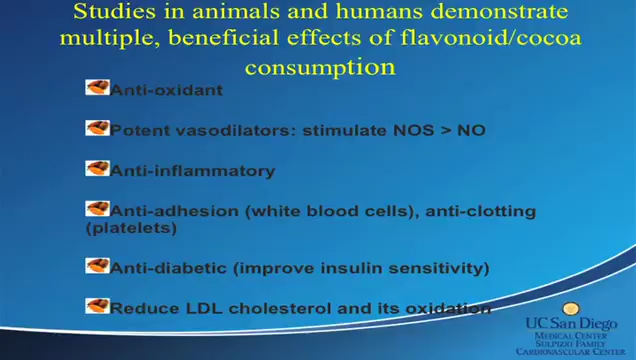 Studies in animals and humans demonstrate
multiple, beneficial effects of flavonoid/cocoa
consumption
Anti-oxidant
Potent vasodilators: stimulate NOS > NO
Anti-inflammatory
Anti-adhesion (white blood cells), anti-clotting
(platelets)
Anti-diabetic (improve insulin sensitivity)
Reduce LDL cholesterol and its oxidation
UC San Diego
MEDICAL CENTER
SULPIZIO FAMILY
CARDIOVASCULAR CENTER